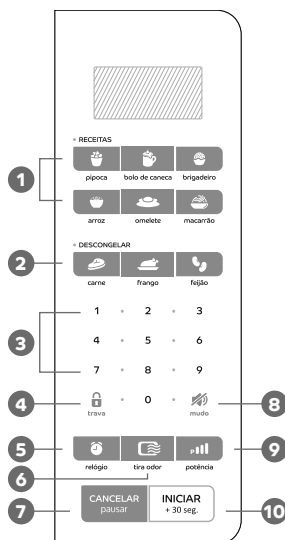 • RECEITAS
1
pipoca bolo de caneca brigadeiro
arroz omelete macarrão
• DESCONGELAR
2
carne frango feijão
1 • 2 • 3
3
4 • 5 • 6
7 • 8 • 9
4 • 0 • 8
trava mudo
5 P 9
relógio tira odor potência
6
7 CANCELAR INICIAR 10
pausar + 30 seg.